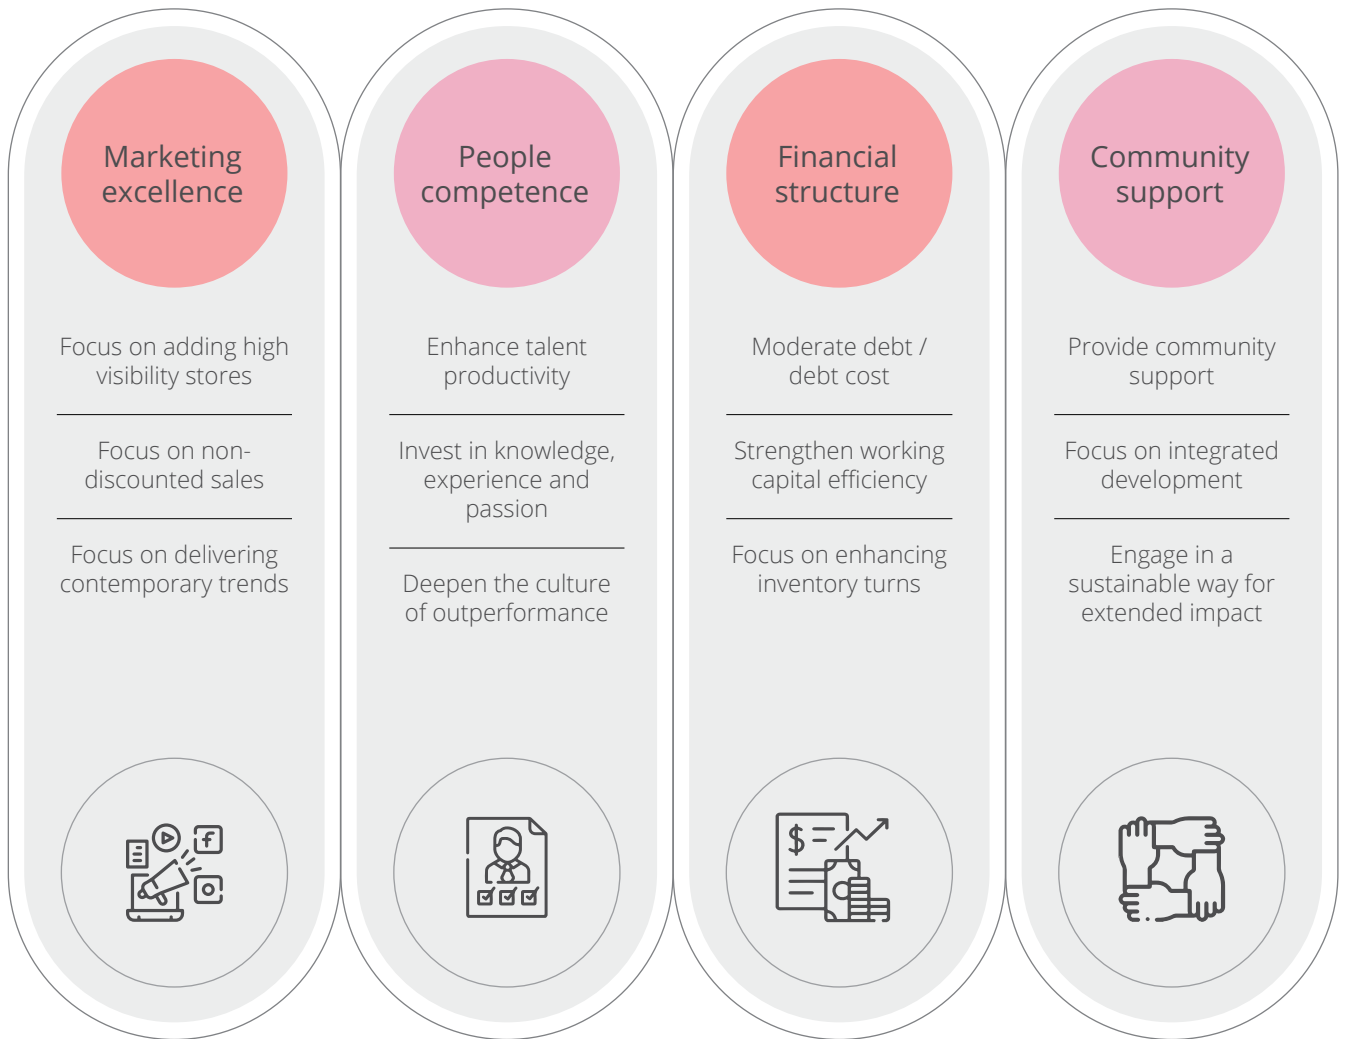 Marketing
excellence
Focus on adding high
visibility stores
Focus on non-
discounted sales
Focus on delivering
contemporary trends
People
competence
Enhance talent
productivity
Invest in knowledge,
experience and
passion
Deepen the culture
of outperformance
Financial
structure
Moderate debt /
debt cost
Strengthen working
capital efficiency
Focus on enhancing
inventory turns
$
Community
support
Provide community
support
Focus on integrated
development
Engage in a
sustainable way for
extended impact